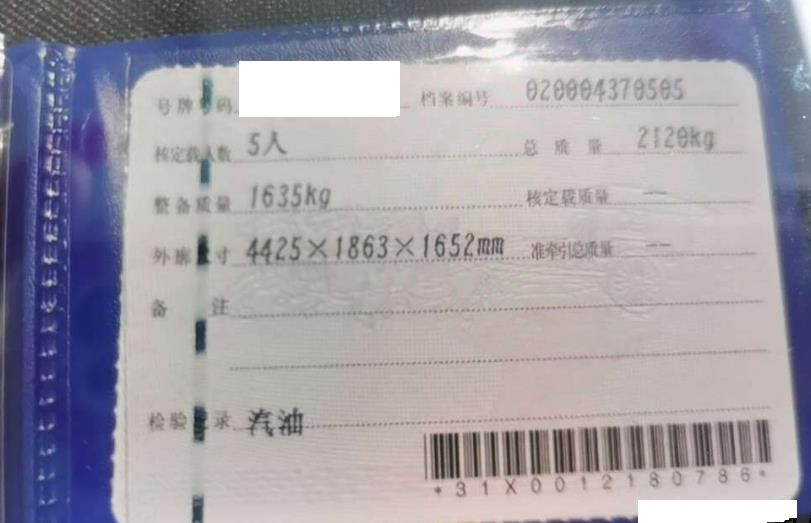 号牌号码 档案编号 020004370505
核定载人数 5人 总质量 2120kg
整备质量 1635kg 核定载质量 --
外廓尺寸 4425×1863×1652mm 准牵引总质量 --
备注
检验记录 汽油
*31X0012180786*